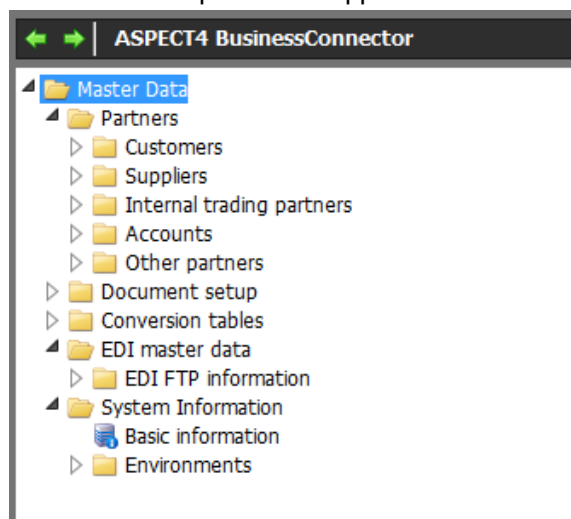 ASPECT4 BusinessConnector
Master Data
Partners
Customers
Suppliers
Internal trading partners
Accounts
Other partners
Document setup
Conversion tables
EDI master data
EDI FTP information
System Information
Basic information
Environments